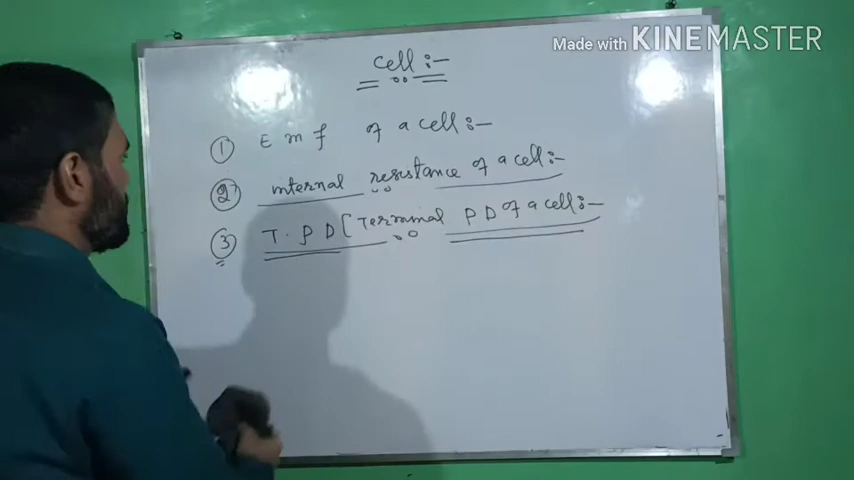 Made with KINEMASTER
Cell :-
① E m f of a cell :-
② internal resistance of a cell :-
③ T. P D [Terminal P D of a cell :-